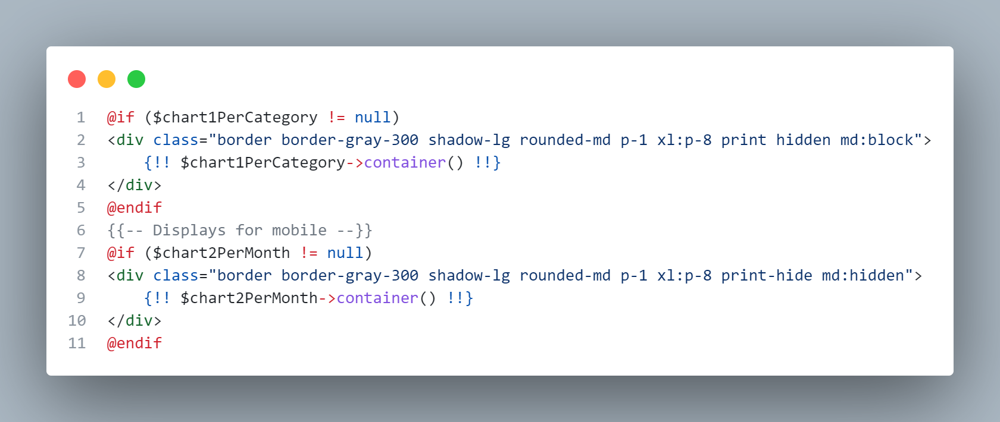 1 @if ($chart1PerCategory != null)
2 <div class="border border-gray-300 shadow-lg rounded-md p-1 xl:p-8 print hidden md:block">
3     {!! $chart1PerCategory->container() !!}
4 </div>
5 @endif
6 {{-- Displays for mobile --}}
7 @if ($chart2PerMonth != null)
8 <div class="border border-gray-300 shadow-lg rounded-md p-1 xl:p-8 print-hide md:hidden">
9     {!! $chart2PerMonth->container() !!}
10 </div>
11 @endif